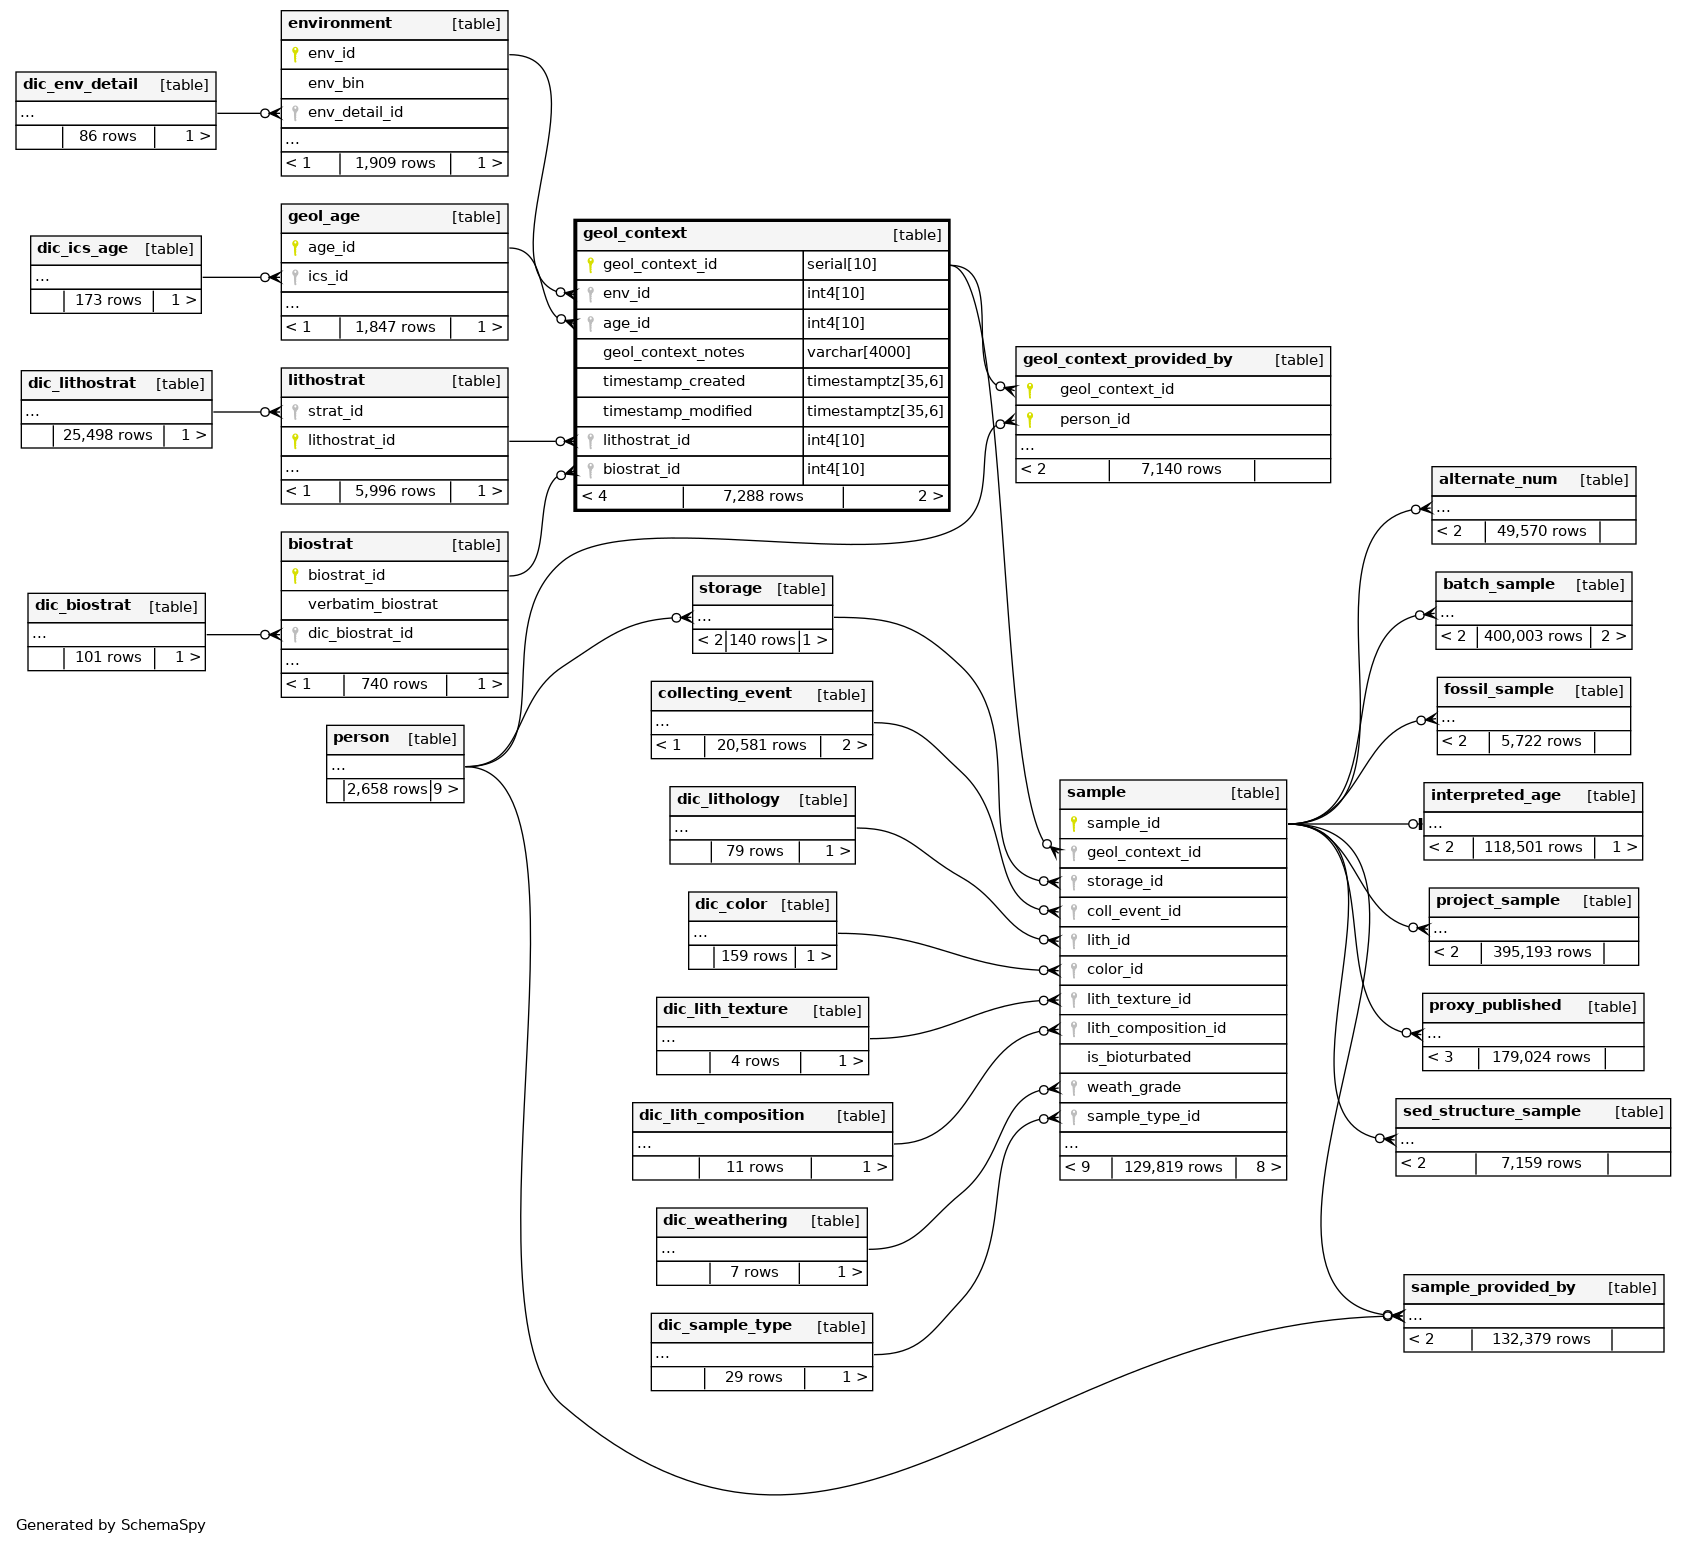 environment [table]
env_id
env_bin
env_detail_id
...
< 1 1,909 rows 1 >
dic_env_detail [table]
...
86 rows 1 >
geol_age [table]
age_id
ics_id
...
< 1 1,847 rows 1 >
dic_ics_age [table]
...
173 rows 1 >
lithostrat [table]
strat_id
lithostrat_id
...
< 1 5,996 rows 1 >
dic_lithostrat [table]
...
25,498 rows 1 >
biostrat [table]
biostrat_id
verbatim_biostrat
dic_biostrat_id
...
< 1 740 rows 1 >
dic_biostrat [table]
...
101 rows 1 >
person [table]
...
2,658 rows 9 >
geol_context [table]
geol_context_id serial[10]
env_id int4[10]
age_id int4[10]
geol_context_notes varchar[4000]
timestamp_created timestamptz[35,6]
timestamp_modified timestamptz[35,6]
lithostrat_id int4[10]
biostrat_id int4[10]
< 4 7,288 rows 2 >
storage [table]
...
< 2 140 rows 1 >
collecting_event [table]
...
< 1 20,581 rows 2 >
dic_lithology [table]
...
79 rows 1 >
dic_color [table]
...
159 rows 1 >
dic_lith_texture [table]
...
4 rows 1 >
dic_lith_composition [table]
...
11 rows 1 >
dic_weathering [table]
...
7 rows 1 >
dic_sample_type [table]
...
29 rows 1 >
geol_context_provided_by [table]
geol_context_id
person_id
...
< 2 7,140 rows
sample [table]
sample_id
geol_context_id
storage_id
coll_event_id
lith_id
color_id
lith_texture_id
lith_composition_id
is_bioturbated
weath_grade
sample_type_id
...
< 9 129,819 rows 8 >
alternate_num [table]
...
< 2 49,570 rows
batch_sample [table]
...
< 2 400,003 rows 2 >
fossil_sample [table]
...
< 2 5,722 rows
interpreted_age [table]
...
< 2 118,501 rows 1 >
project_sample [table]
...
< 2 395,193 rows
proxy_published [table]
...
< 3 179,024 rows
sed_structure_sample [table]
...
< 2 7,159 rows
sample_provided_by [table]
...
< 2 132,379 rows
Generated by SchemaSpy